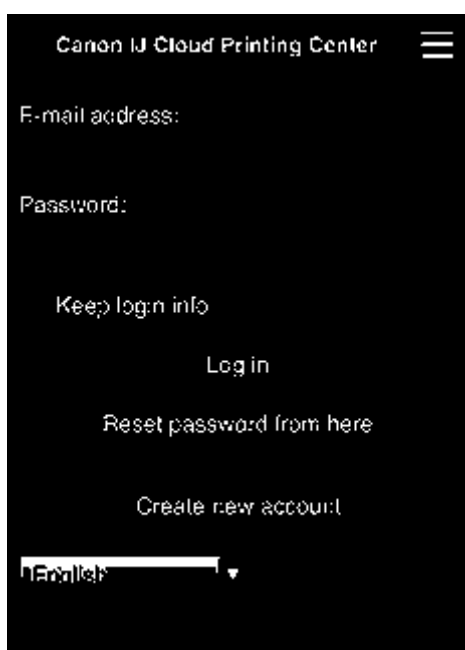 Canon IJ Cloud Printing Center
E-mail address:
Password:
Keep login info
Log in
Reset password from here
Create new account
English